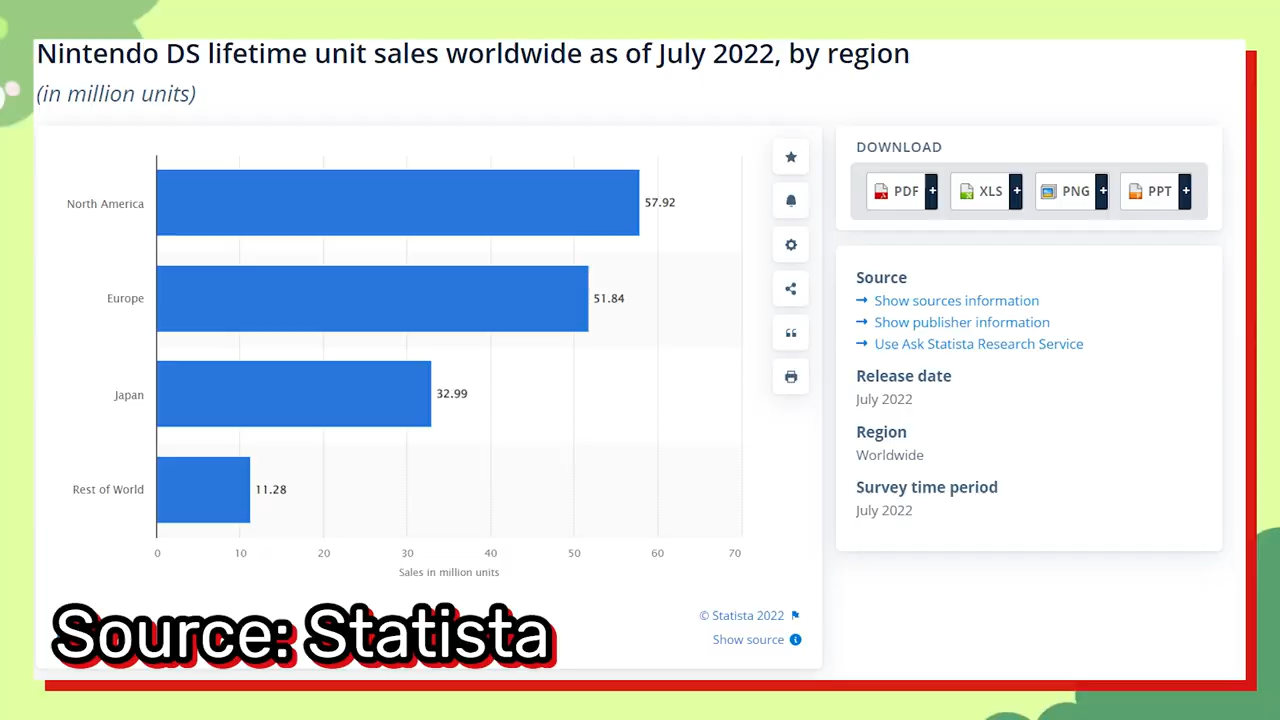 Nintendo DS lifetime unit sales worldwide as of July 2022, by region
(in million units)
North America
57.92
Europe
51.84
Japan
32.99
Rest of World
11.28
0 10 20 30 40 50 60 70
Sales in million units
© Statista 2022
Show source
DOWNLOAD
PDF + XLS + PNG + PPT +
Source
→ Show sources information
→ Show publisher information
→ Use Ask Statista Research Service
Release date
July 2022
Region
Worldwide
Survey time period
July 2022
Source: Statista